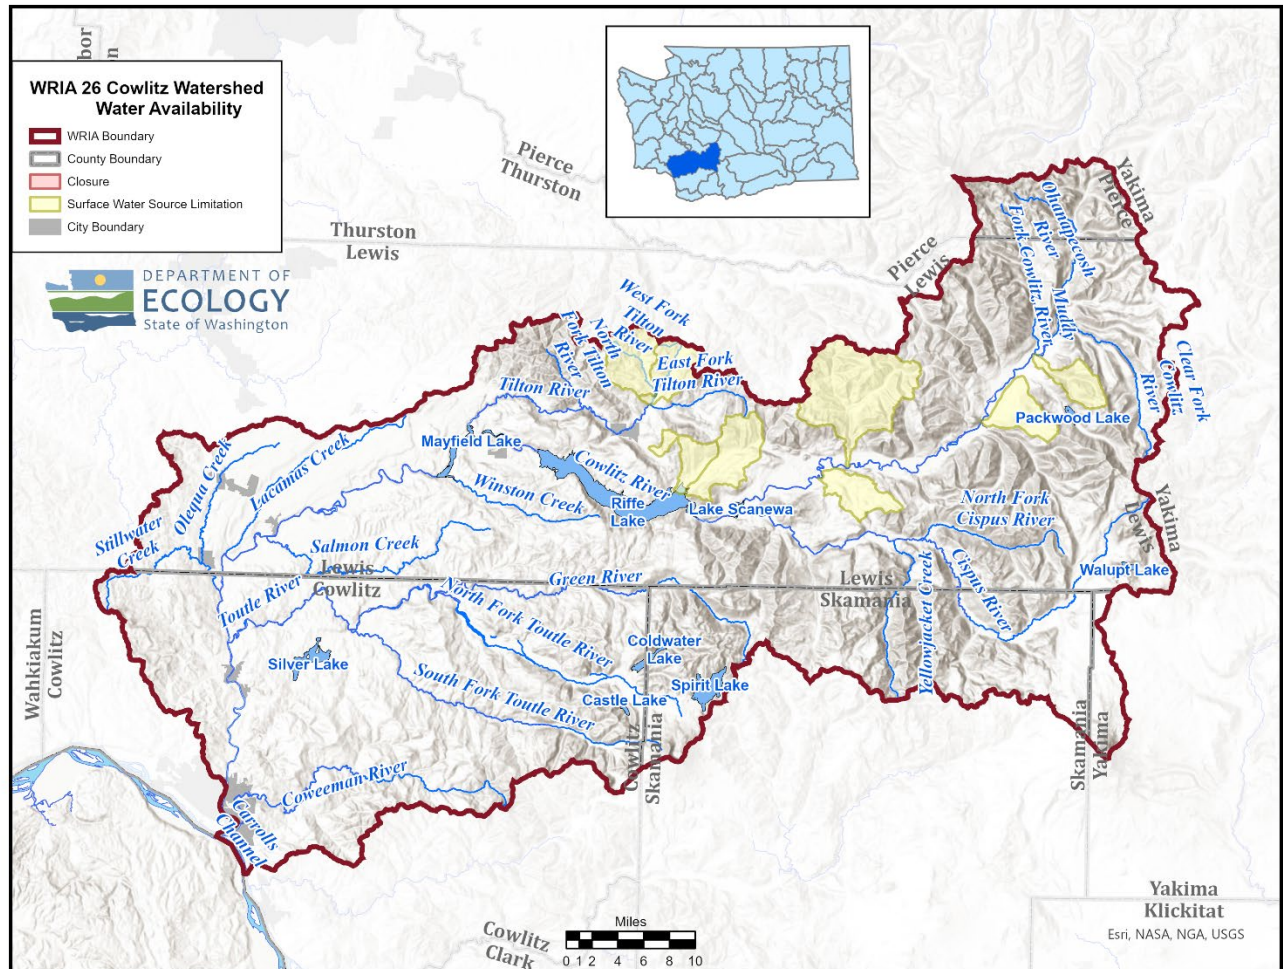 bor
n
WRIA 26 Cowlitz Watershed
Water Availability
WRIA Boundary
County Boundary
Closure
Surface Water Source Limitation
City Boundary
DEPARTMENT OF
ECOLOGY
State of Washington
Pierce
Thurston
Thurston
Lewis
Pierce
Lewis
Yakima
Pierce
Ohanapecosh
River
Muddy
Fork Cowlitz River
Clear Fork
Cowlitz
River
West Fork
Tilton
River
North
Fork Tilton
River
East Fork
Tilton River
Tilton River
Packwood Lake
Mayfield Lake
Cowlitz River
Riffe
Lake
Lake Scanewa
Winston Creek
Lacamas Creek
Olequa Creek
Stillwater
Creek
Salmon Creek
North Fork
Cispus River
Cispus River
Yellowjacket Creek
Yakima
Lewis
Walupt Lake
Lewis
Cowlitz
Lewis
Skamania
Green River
Toutle River
North Fork Toutle River
South Fork Toutle River
Silver Lake
Coldwater
Lake
Spirit Lake
Castle Lake
Cowlitz
Skamania
Skamania
Yakima
Wahkiakum
Cowlitz
Coweeman River
Carrolls
Channel
Cowlitz
Clark
Yakima
Klickitat
Miles
0 1 2 4 6 8 10
Esri, NASA, NGA, USGS